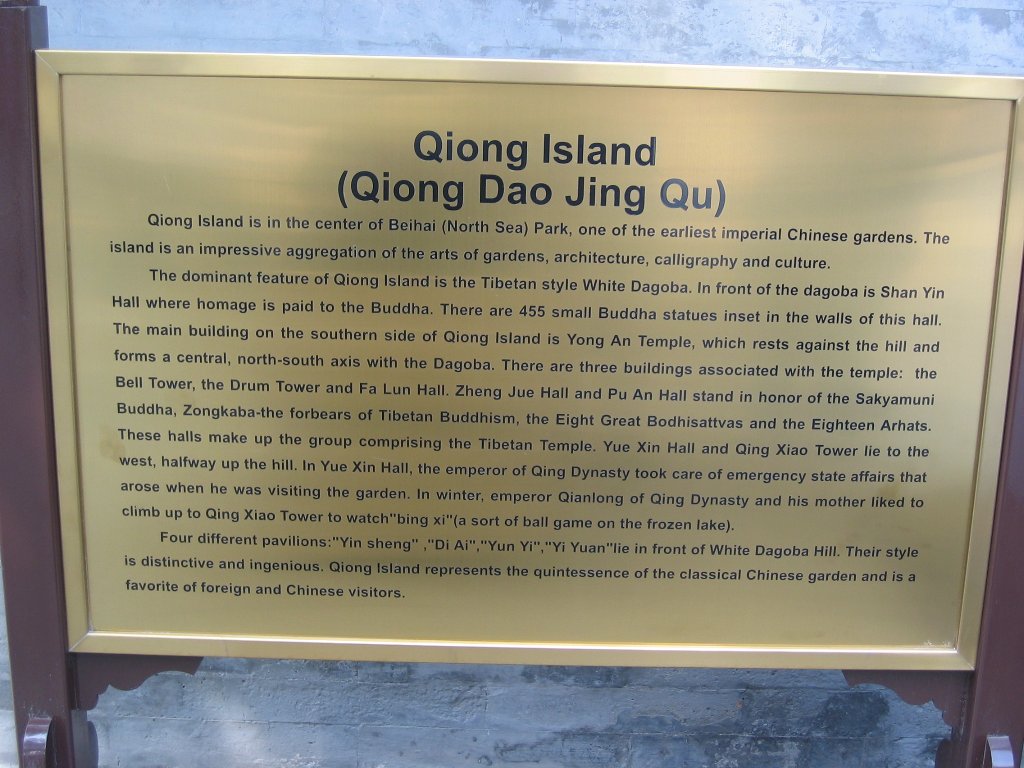 Qiong Island
(Qiong Dao Jing Qu)
Qiong Island is in the center of Beihai (North Sea) Park, one of the earliest imperial Chinese gardens. The
island is an impressive aggregation of the arts of gardens, architecture, calligraphy and culture.
The dominant feature of Qiong Island is the Tibetan style White Dagoba. In front of the dagoba is Shan Yin
Hall where homage is paid to the Buddha. There are 455 small Buddha statues inset in the walls of this hall.
The main building on the southern side of Qiong Island is Yong An Temple, which rests against the hill and
forms a central, north-south axis with the Dagoba. There are three buildings associated with the temple: the
Bell Tower, the Drum Tower and Fa Lun Hall. Zheng Jue Hall and Pu An Hall stand in honor of the Sakyamuni
Buddha, Zongkaba-the forbears of Tibetan Buddhism, the Eight Great Bodhisattvas and the Eighteen Arhats.
These halls make up the group comprising the Tibetan Temple. Yue Xin Hall and Qing Xiao Tower lie to the
west, halfway up the hill. In Yue Xin Hall, the emperor of Qing Dynasty took care of emergency state affairs that
arose when he was visiting the garden. In winter, emperor Qianlong of Qing Dynasty and his mother liked to
climb up to Qing Xiao Tower to watch"bing xi"(a sort of ball game on the frozen lake).
Four different pavilions:"Yin sheng" ,"Di Ai","Yun Yi","Yi Yuan"lie in front of White Dagoba Hill. Their style
is distinctive and ingenious. Qiong Island represents the quintessence of the classical Chinese garden and is a
favorite of foreign and Chinese visitors.